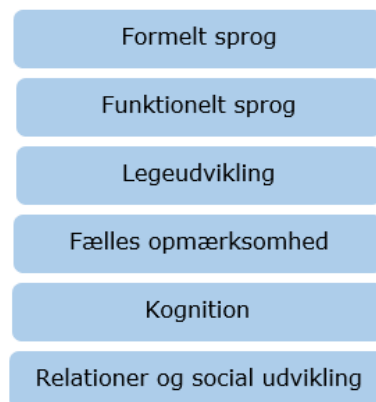 Formelt sprog
Funktionelt sprog
Legeudvikling
Fælles opmærksomhed
Kognition
Relationer og social udvikling